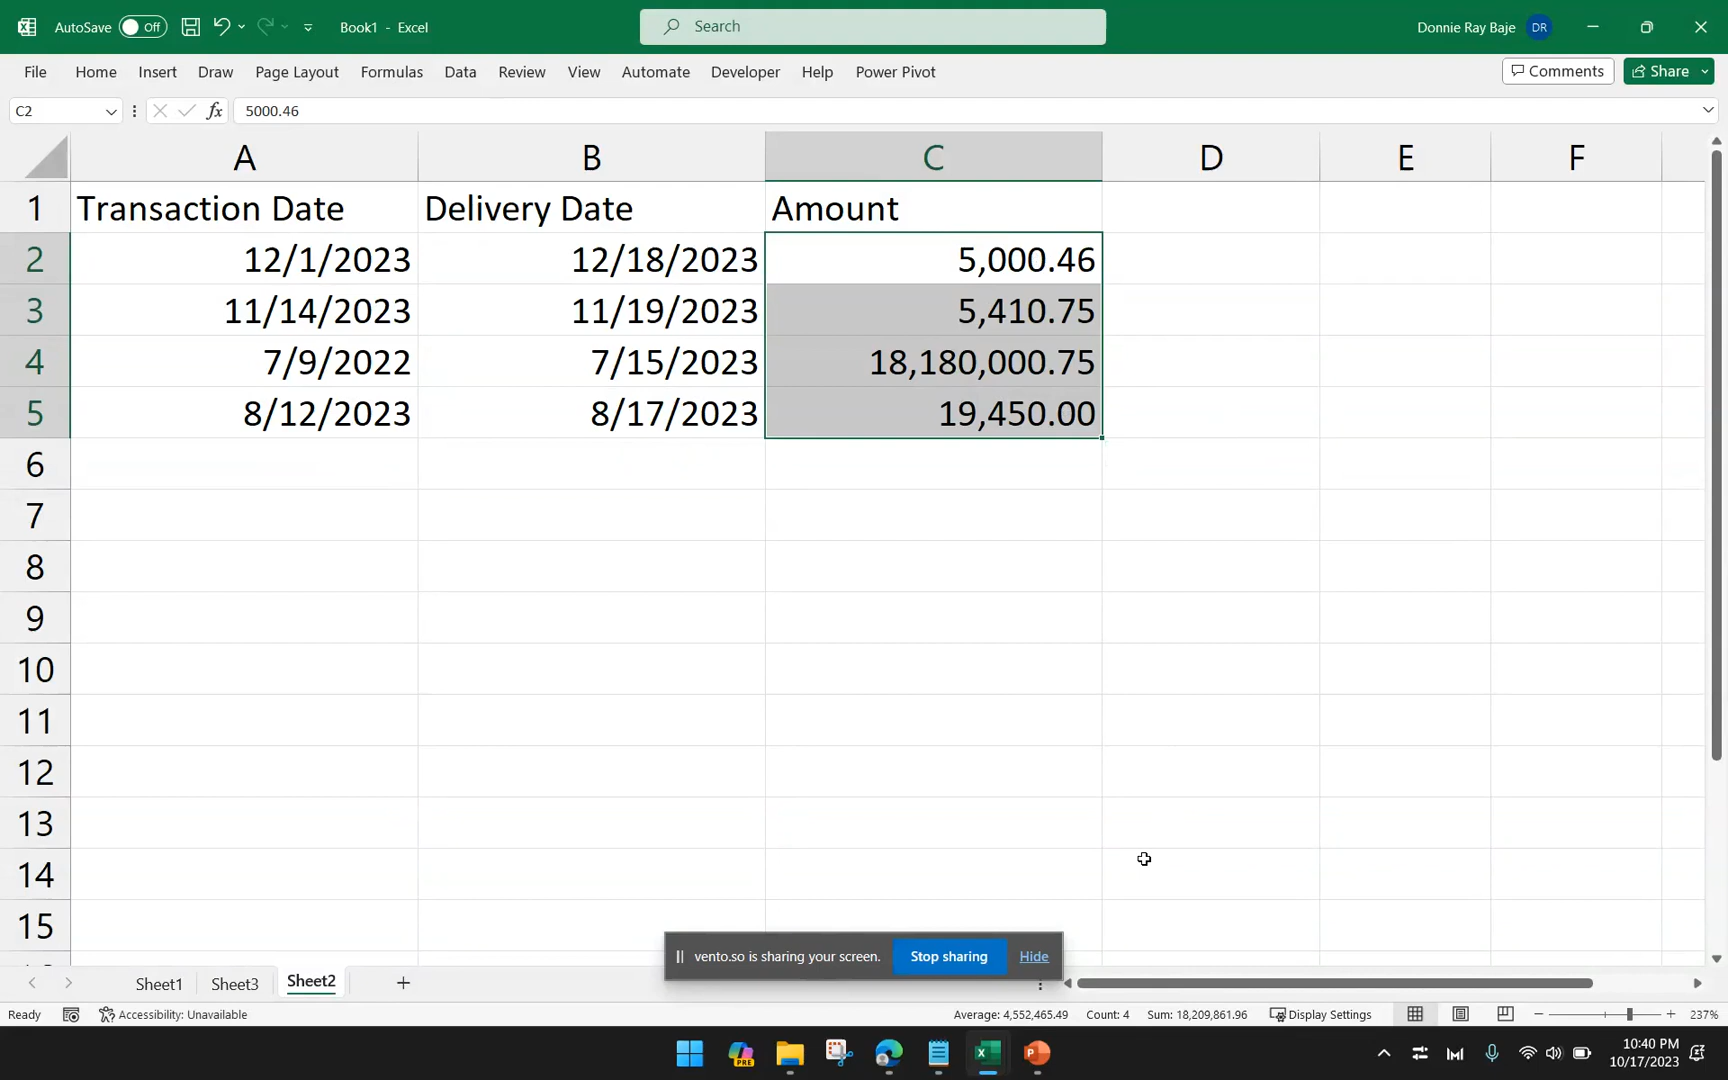 AutoSave Off Book1 - Excel Search Donnie Ray Baje DR
File Home Insert Draw Page Layout Formulas Data Review View Automate Developer Help Power Pivot Comments Share
C2 fx 5000.46
A B C D E F
1 Transaction Date Delivery Date Amount
2 12/1/2023 12/18/2023 5,000.46
3 11/14/2023 11/19/2023 5,410.75
4 7/9/2022 7/15/2023 18,180,000.75
5 8/12/2023 8/17/2023 19,450.00
6
7
8
9
10
11
12
13
14
15
vento.so is sharing your screen. Stop sharing Hide
Sheet1 Sheet3 Sheet2
Ready Accessibility: Unavailable Average: 4,552,465.49 Count: 4 Sum: 18,209,861.96 Display Settings 237%
PRE 10:40 PM
10/17/2023